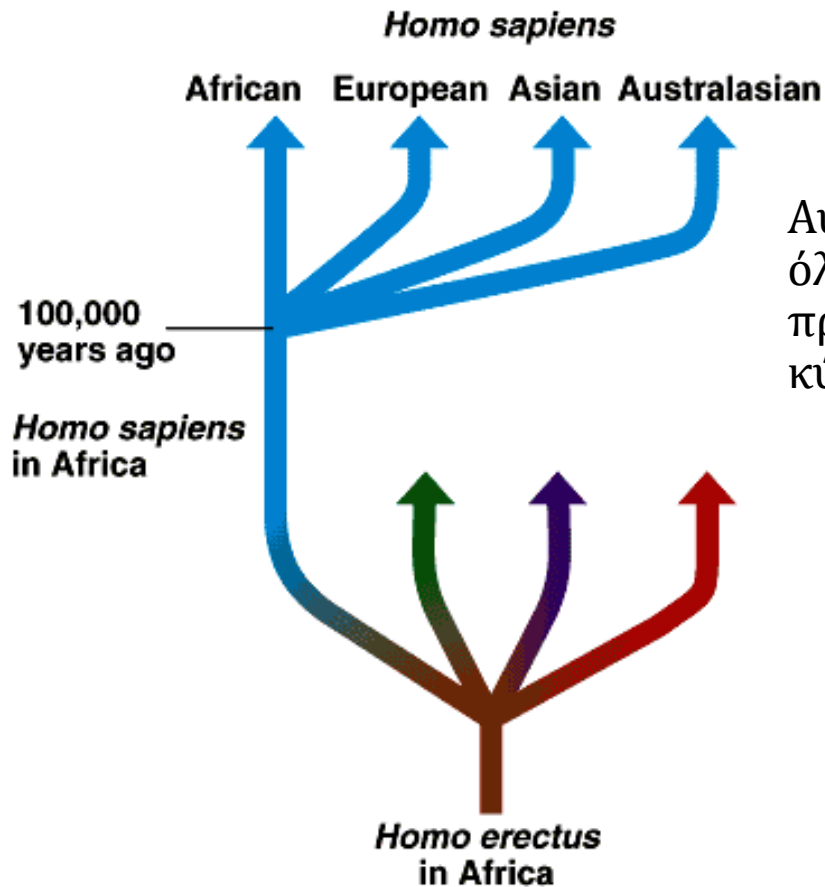 Homo sapiens
African European Asian Australasian
100,000
years ago
Homo sapiens
in Africa
Homo erectus
in Africa